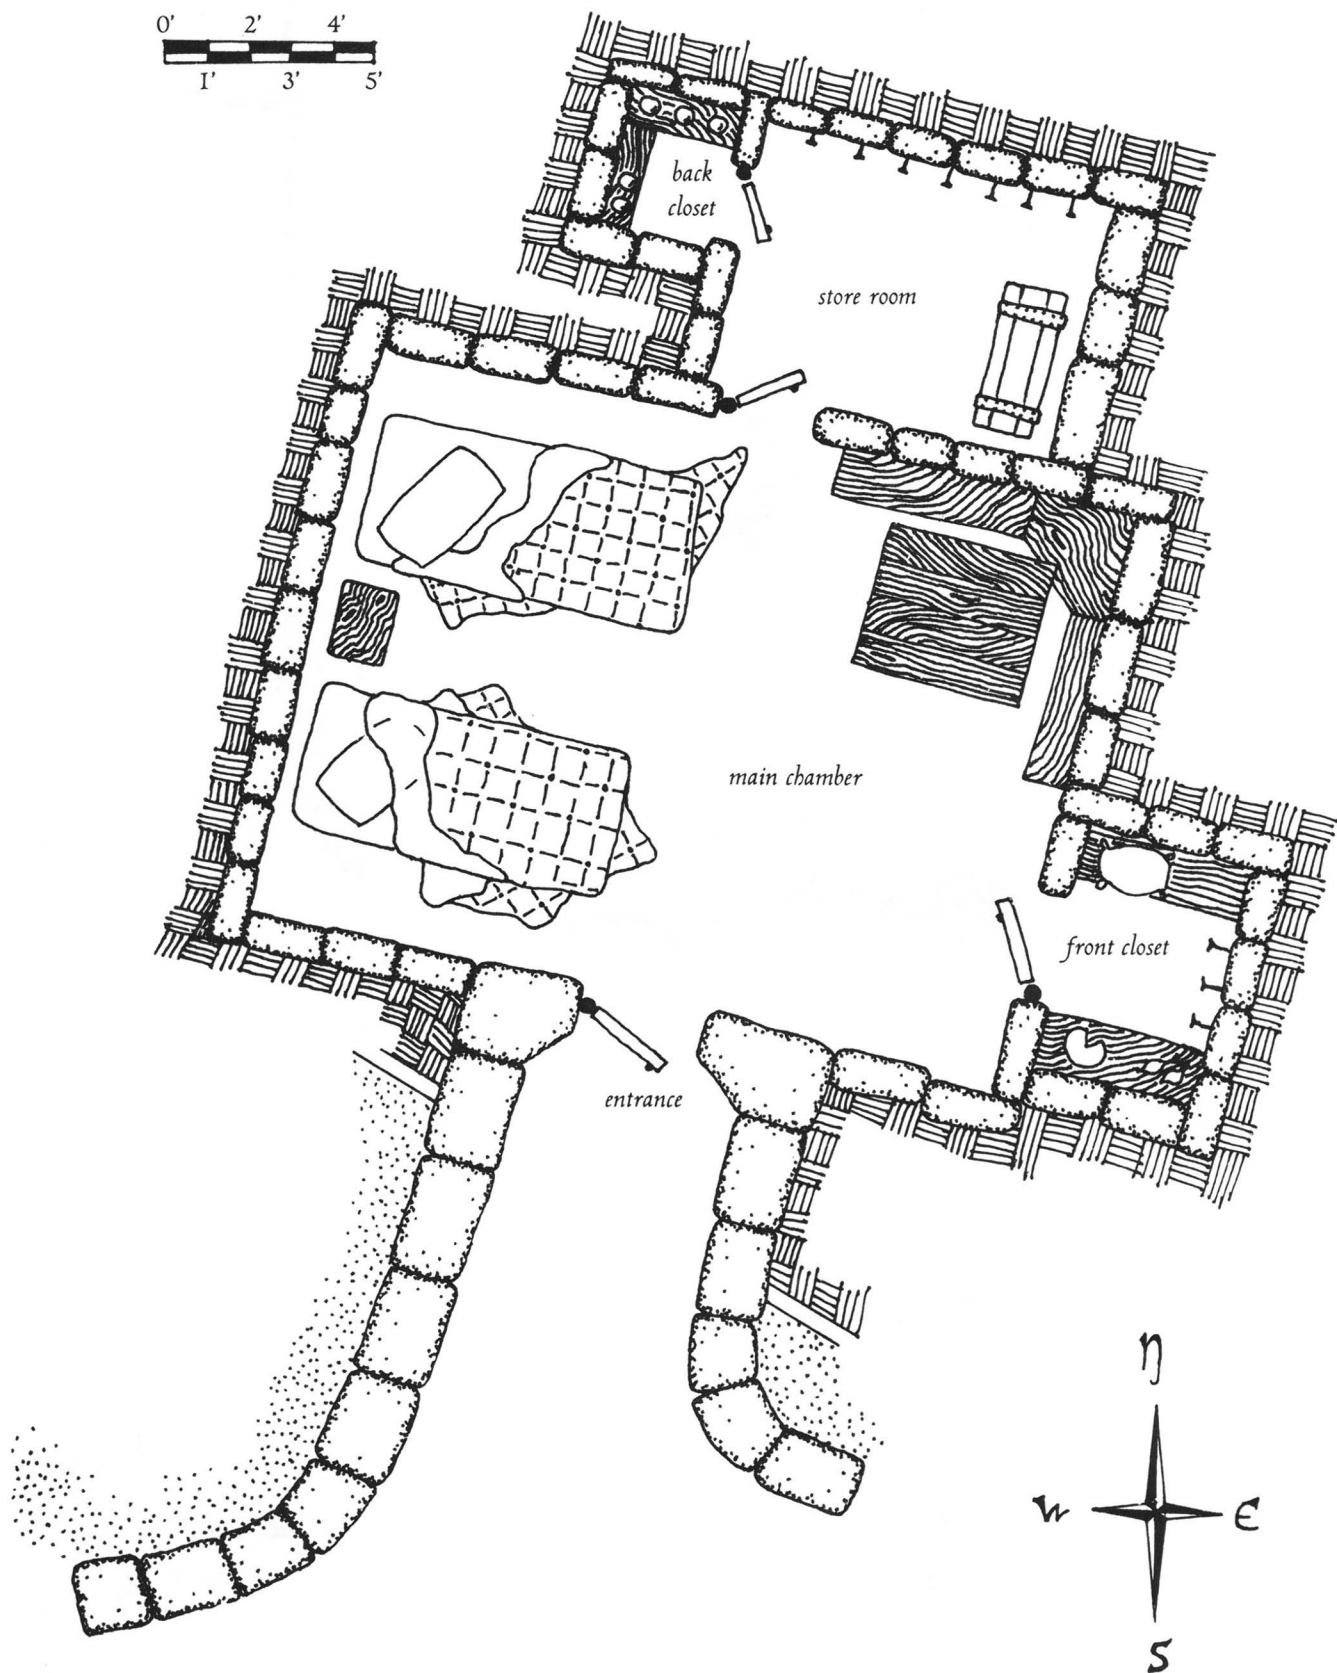 0' 2' 4'
1' 3' 5'
back
closet
store room
main chamber
front closet
entrance
n
W E
S